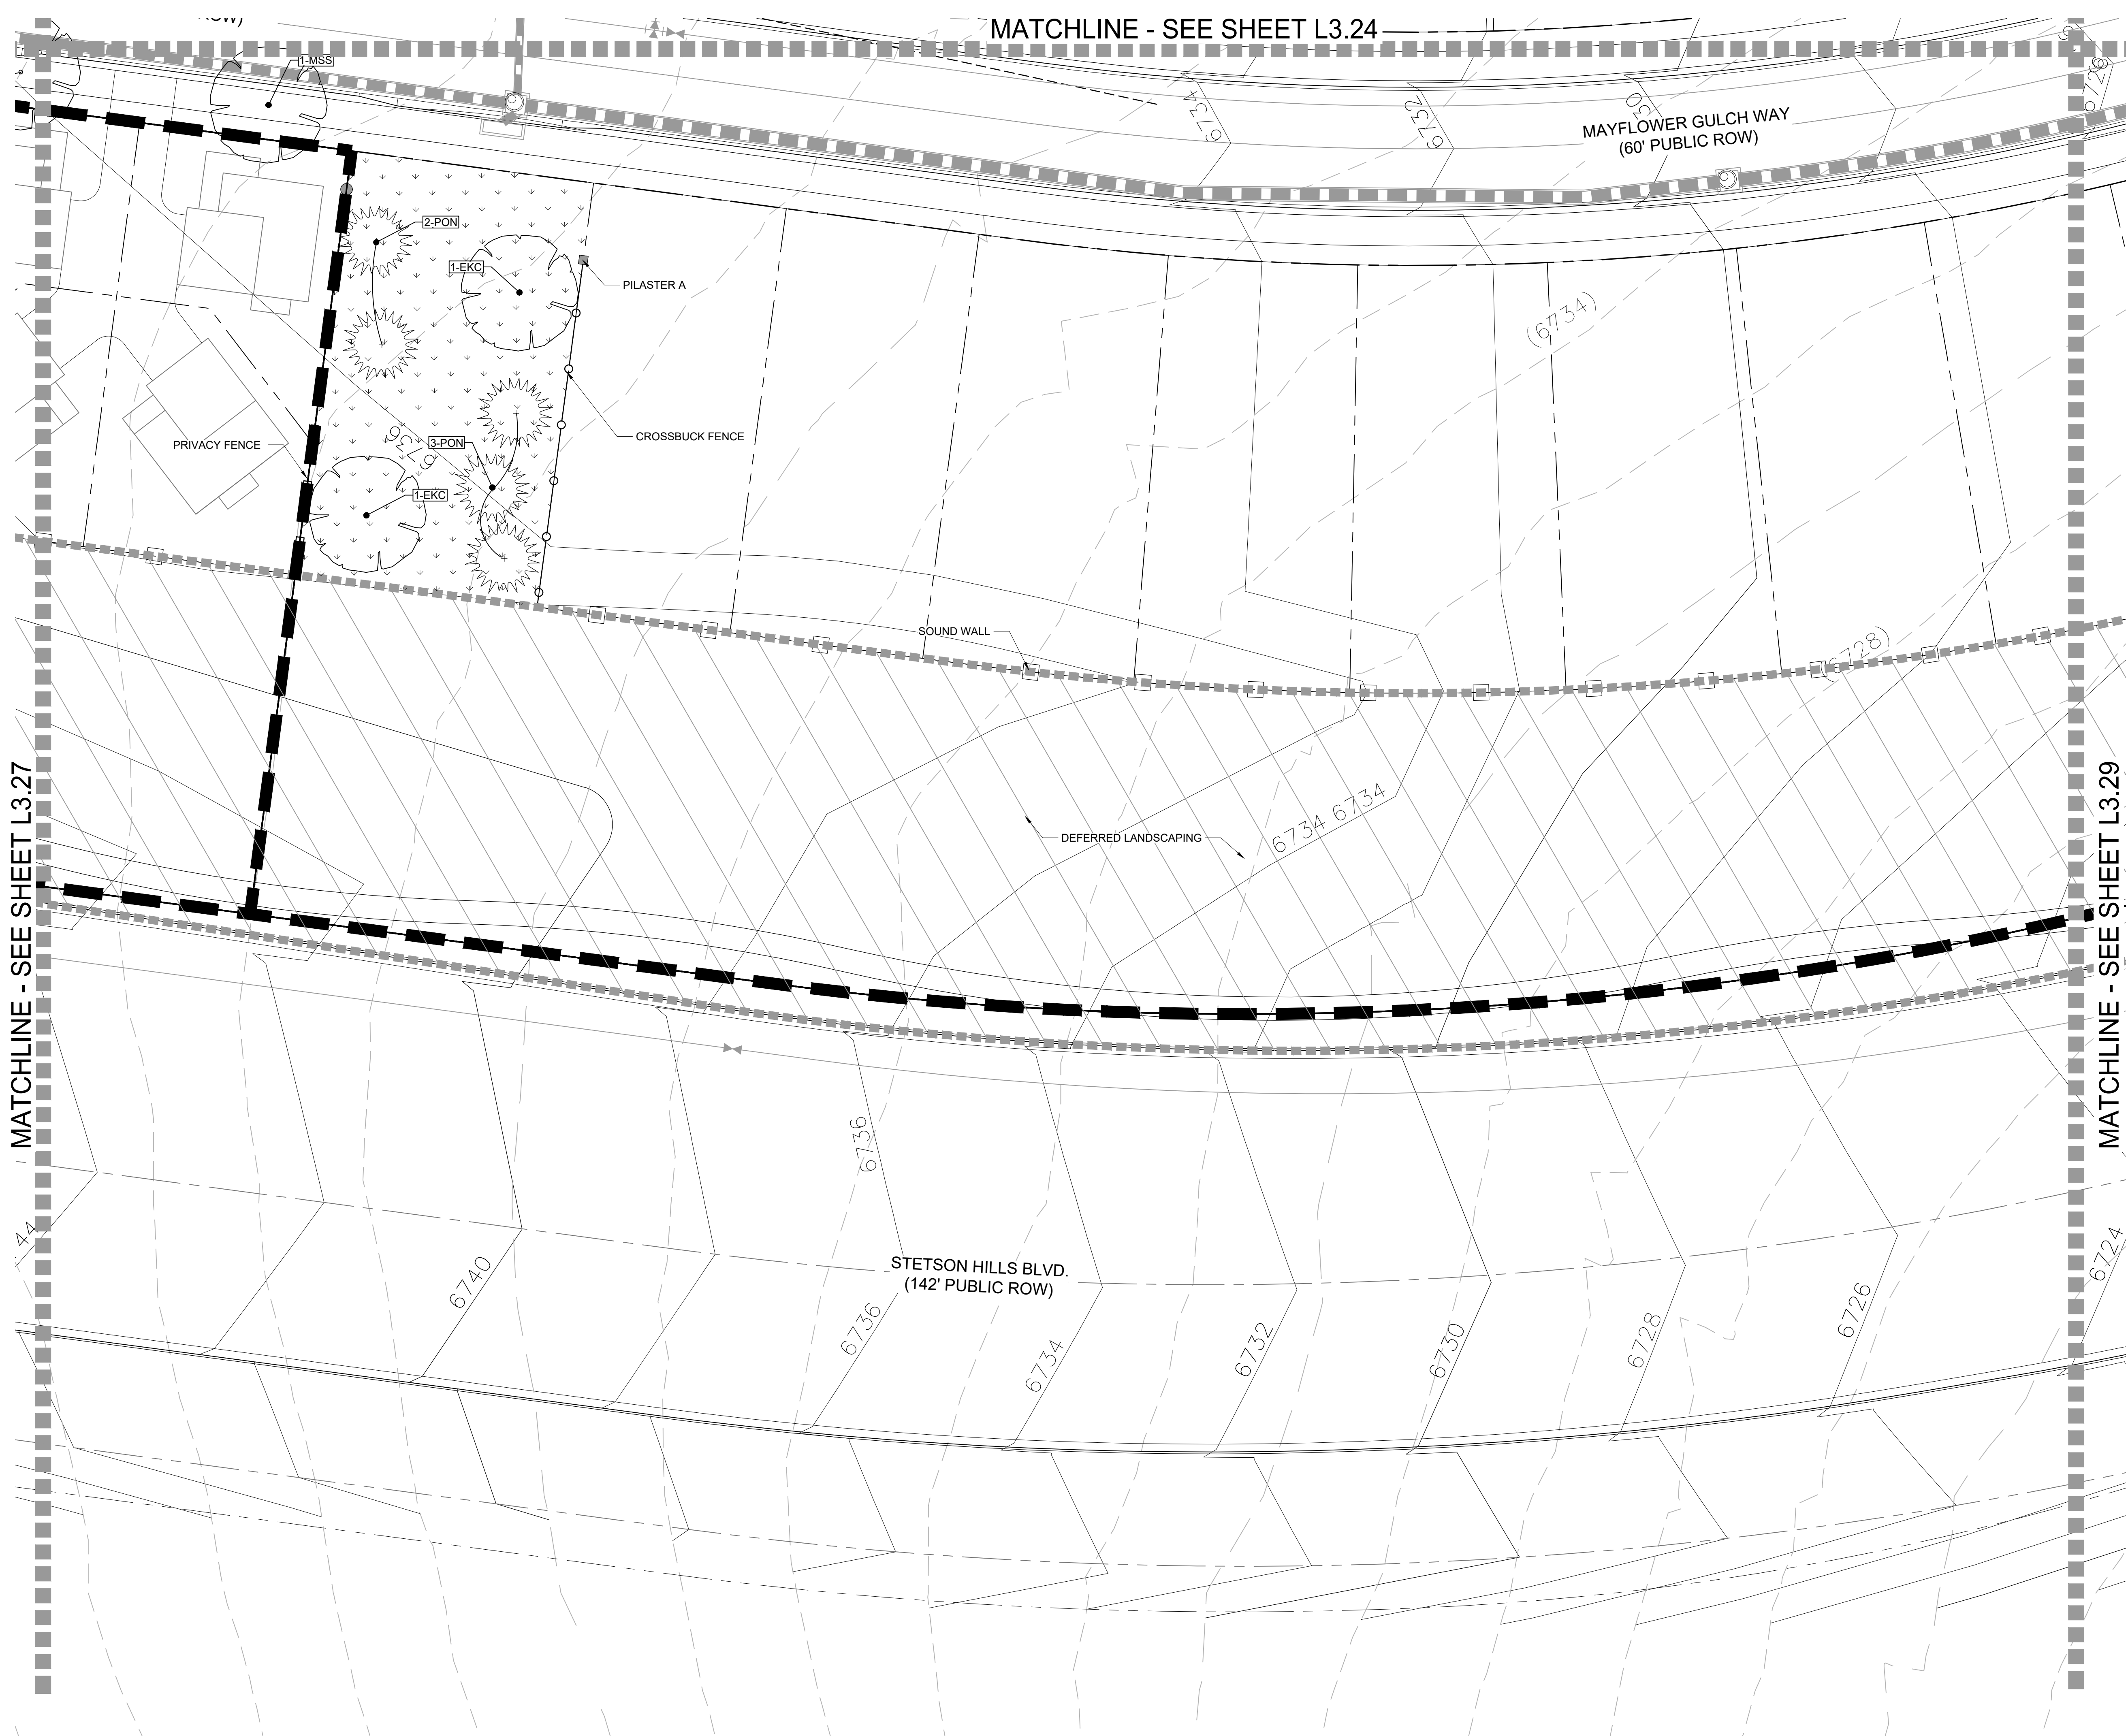 ROW)
MATCHLINE - SEE SHEET L3.24
1-MSS
6734
6732
MAYFLOWER GULCH WAY
(60' PUBLIC ROW)
2-PON
1-EKC
PILASTER A
(6734)
PRIVACY FENCE
6736
3-PON
CROSSBUCK FENCE
1-EKC
SOUND WALL
(6728)
DEFERRED LANDSCAPING
6734 6734
MATCHLINE - SEE SHEET L3.27
MATCHLINE - SEE SHEET L3.29
6736
44
6740
STETSON HILLS BLVD.
(142' PUBLIC ROW)
6736
6734
6732
6730
6728
6726
6724